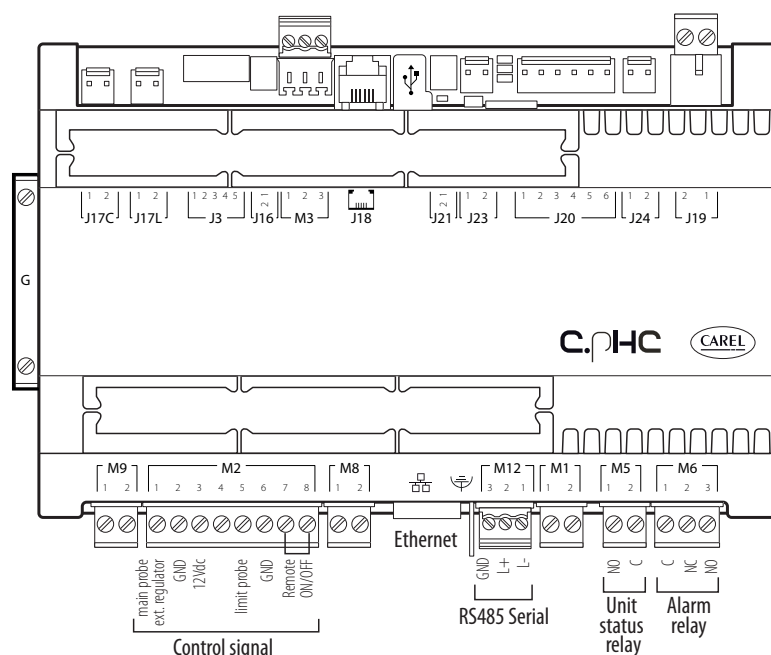 1 2
1 2
1 2 3 4 5
2 1
1 2 3
2 1
1 2
1 2 3 4 5 6
1 2
2 1
J17C J17L J3 J16 M3 J18 J21 J23 J20 J24 J19
G
c.pHC
CAREL
M9 M2 M8 M12 M1 M5 M6
1 2
1 2 3 4 5 6 7 8
1 2
3 2 1
1 2
1 2
1 2 3
Ethernet
main probe
ext. regulator
GND
12Vdc
limit probe
GND
Remote
ON/OFF
GND
L+
L-
NO
C
C
NC
NO
Control signal
RS485 Serial
Unit
status
relay
Alarm
relay